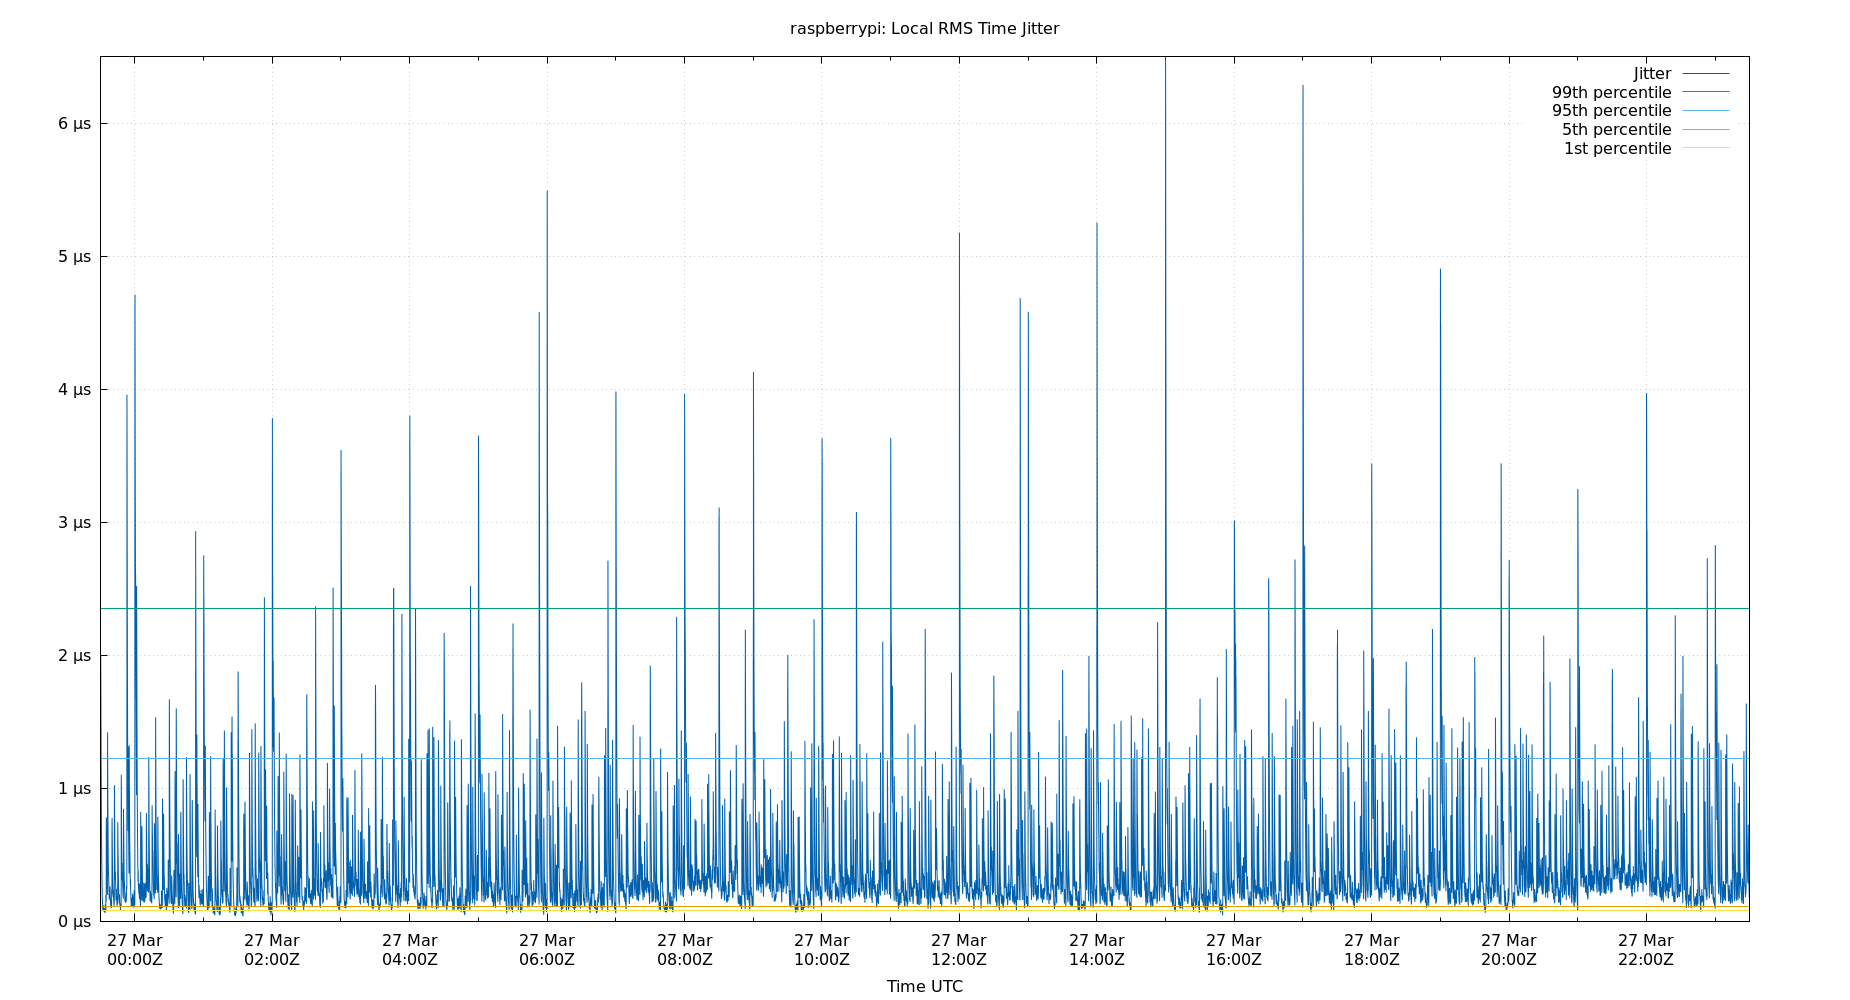 raspberrypi: Local RMS Time Jitter
Jitter
99th percentile
95th percentile
5th percentile
1st percentile
6 µs
5 µs
4 µs
3 µs
2 µs
1 µs
0 µs
27 Mar 27 Mar 27 Mar 27 Mar 27 Mar 27 Mar 27 Mar 27 Mar 27 Mar 27 Mar 27 Mar 27 Mar
00:00Z 02:00Z 04:00Z 06:00Z 08:00Z 10:00Z 12:00Z 14:00Z 16:00Z 18:00Z 20:00Z 22:00Z
Time UTC